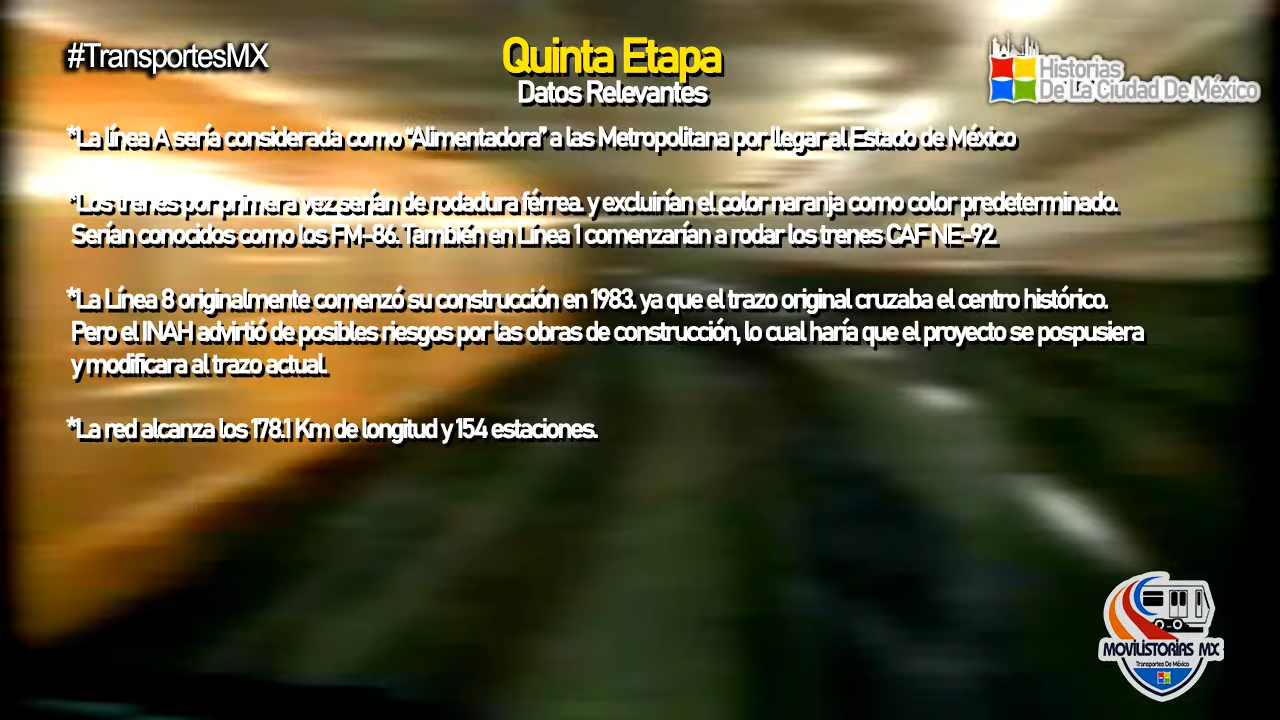 #TransportesMX
Quinta Etapa
Datos Relevantes
Historias
De La Ciudad De México
*La línea A sería considerada como "Alimentadora" a las Metropolitana por llegar al Estado de México
*Los trenes por primera vez serían de rodadura férrea. y excluirían el color naranja como color predeterminado.
Serían conocidos como los FM-86. También en Línea 1 comenzarían a rodar los trenes CAF NE-92.
*La Línea 8 originalmente comenzó su construcción en 1983. ya que el trazo original cruzaba el centro histórico.
Pero el INAH advirtió de posibles riesgos por las obras de construcción, lo cual haría que el proyecto se pospusiera
y modificara al trazo actual.
*La red alcanza los 178.1 Km de longitud y 154 estaciones.
MOVILISTORIAS MX
Transportes De México